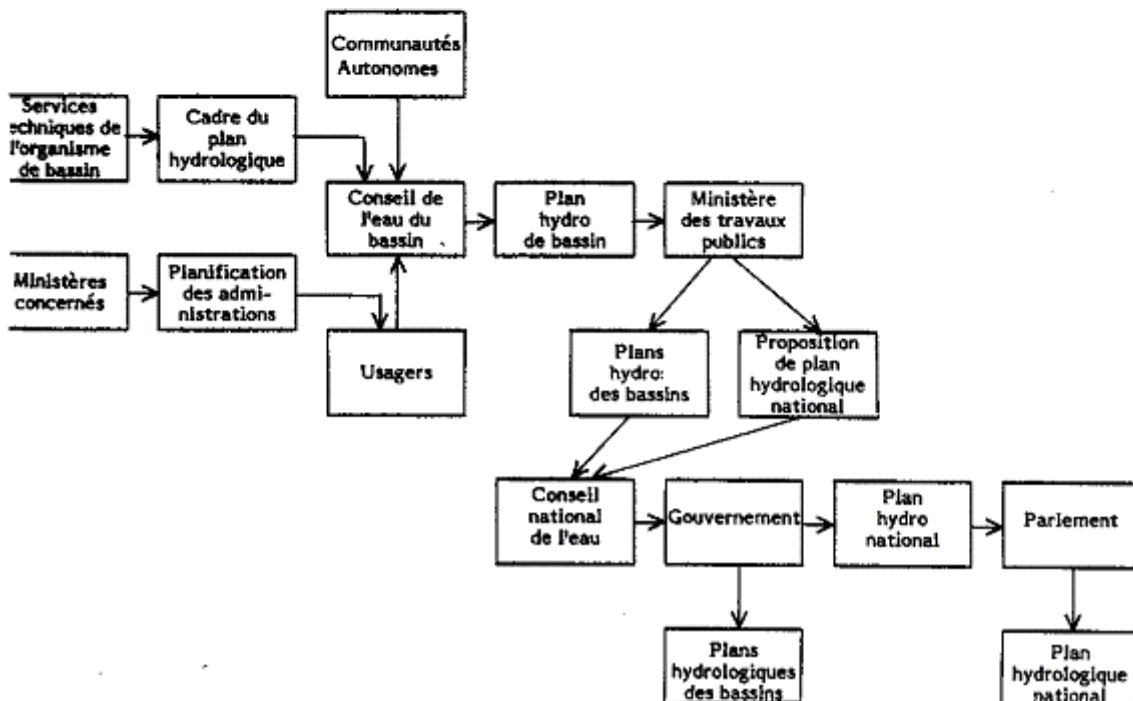 Communautés
Autonomes
Services
echniques de
l'organisme
de bassin
Cadre du
plan
hydrologique
Conseil de
l'eau du
bassin
Plan
hydro
de bassin
Ministère
des travaux
publics
Ministères
concernés
Planification
des admi-
nistrations
Usagers
Plans
hydro:
des bassins
Proposition
de plan
hydrologique
national
Conseil
national
de l'eau
Gouvernement
Plan
hydro
national
Parlement
Plans
hydrologiques
des bassins
Plan
hydrologique
national